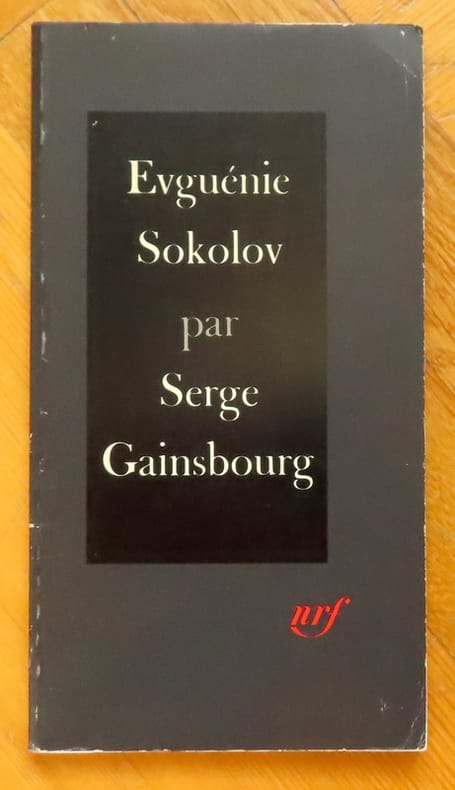 Evguénie
Sokolov
par
Serge
Gainsbourg
nrf